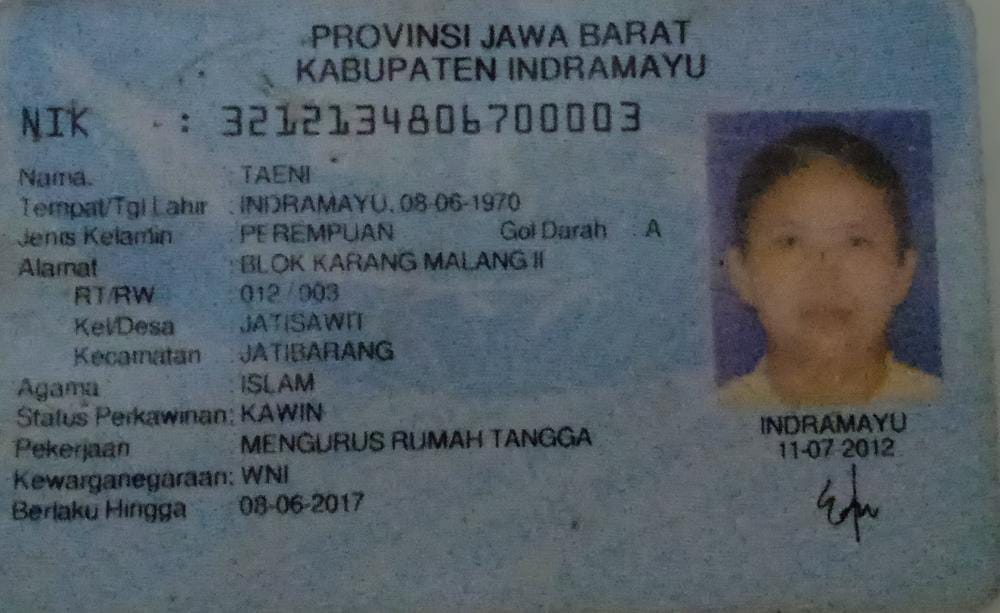 PROVINSI JAWA BARAT
KABUPATEN INDRAMAYU
NIK : 3212134806700003
Nama : TAENI
Tempat/Tgl Lahir : INDRAMAYU, 08-06-1970
Jenis Kelamin : PEREMPUAN Gol Darah : A
Alamat : BLOK KARANG MALANG II
RT/RW : 012 / 003
Kel/Desa : JATISAWIT
Kecamatan : JATIBARANG
Agama : ISLAM
Status Perkawinan: KAWIN
Pekerjaan : MENGURUS RUMAH TANGGA
Kewarganegaraan: WNI
Berlaku Hingga : 08-06-2017
INDRAMAYU
11-07-2012